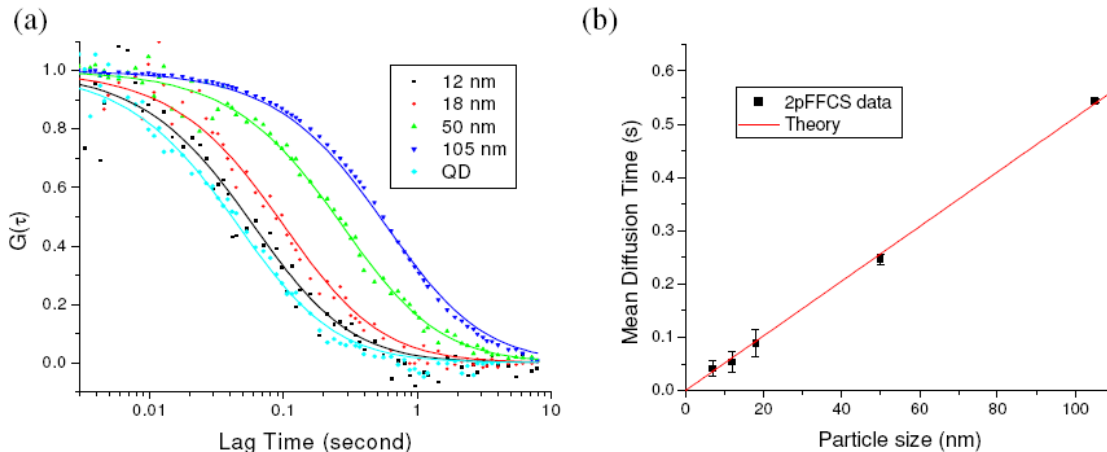 (a)
(b)
G(τ)
1.0
0.8
0.6
0.4
0.2
0.0
12 nm
18 nm
50 nm
105 nm
QD
0.01
0.1
1
10
Lag Time (second)
Mean Diffusion Time (s)
0.6
0.5
0.4
0.3
0.2
0.1
0.0
2pFFCS data
Theory
0
20
40
60
80
100
Particle size (nm)